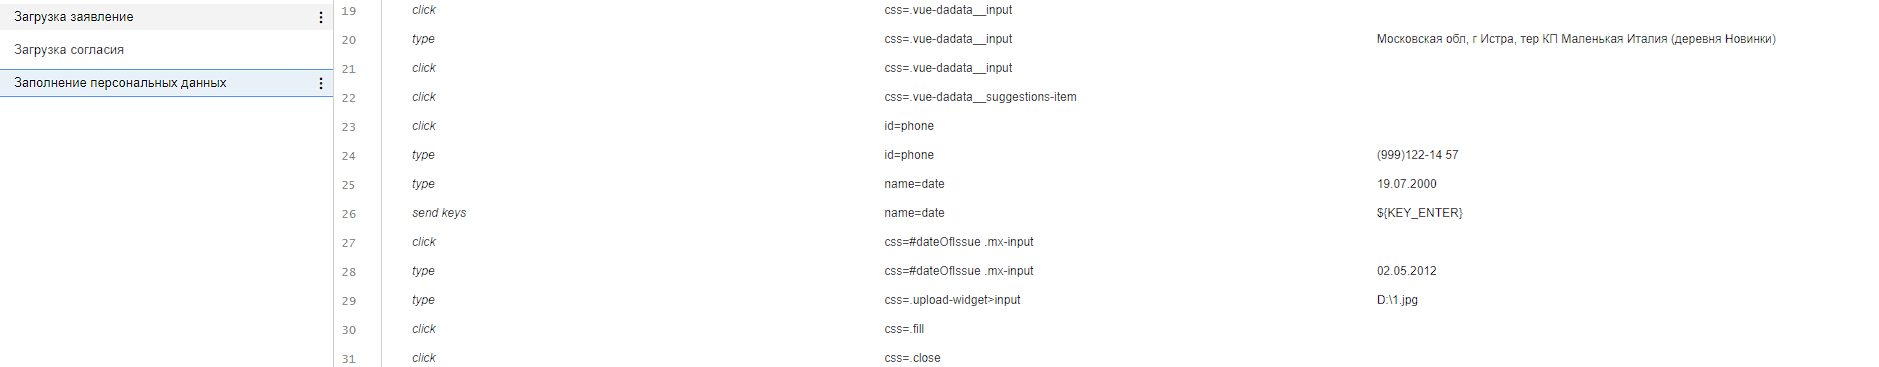 Загрузка заявление
Загрузка согласия
Заполнение персональных данных
19 click css=.vue-dadata__input
20 type css=.vue-dadata__input Московская обл, г Истра, тер КП Маленькая Италия (деревня Новинки)
21 click css=.vue-dadata__input
22 click css=.vue-dadata__suggestions-item
23 click id=phone
24 type id=phone (999)122-14 57
25 type name=date 19.07.2000
26 send keys name=date ${KEY_ENTER}
27 click css=#dateOfIssue .mx-input
28 type css=#dateOfIssue .mx-input 02.05.2012
29 type css=.upload-widget>input D:\1.jpg
30 click css=.fill
31 click css=.close